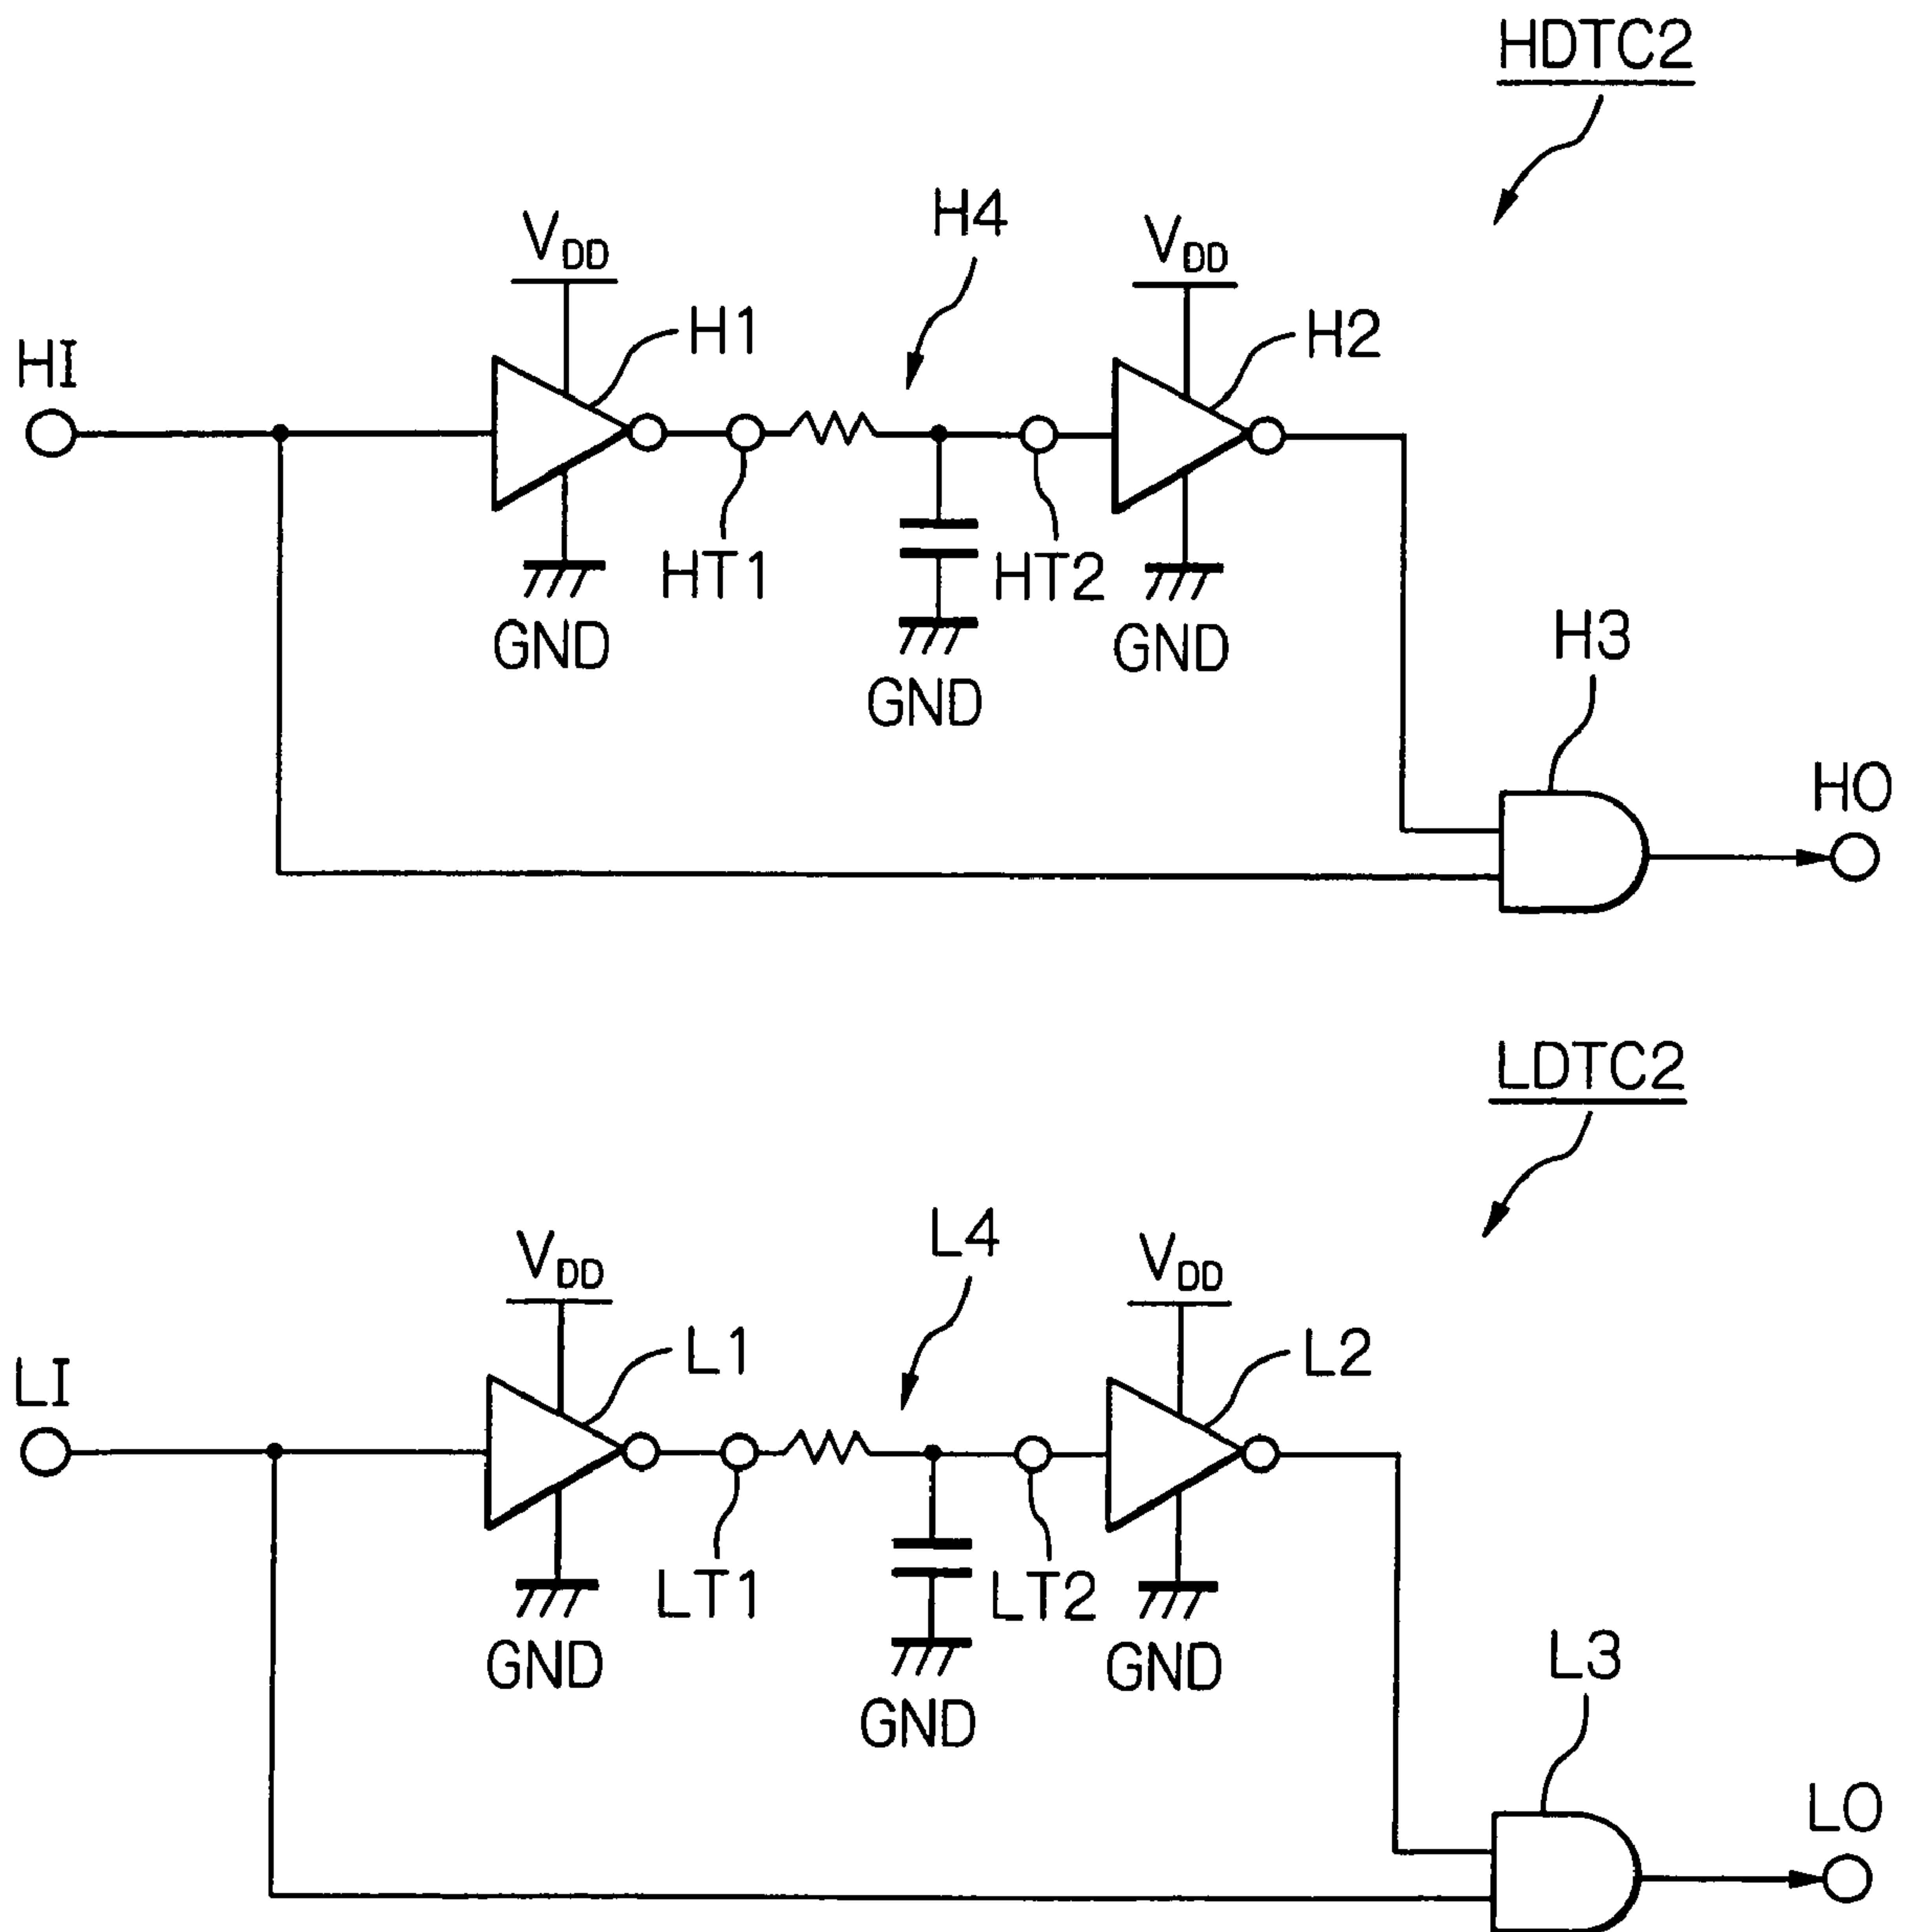 HDTC2
H4
VDD
VDD
H1
H2
HI
HT1
HT2
GND
GND
GND
H3
HO
LDTC2
L4
VDD
VDD
L1
L2
LI
LT1
LT2
GND
GND
GND
L3
LO